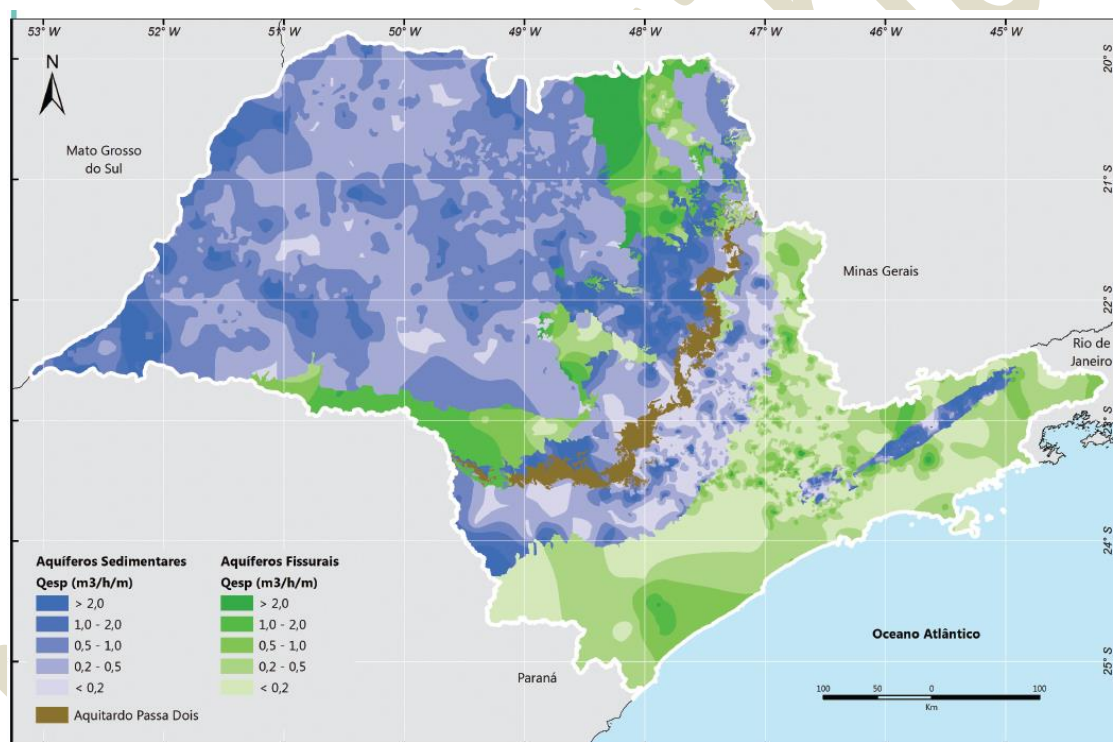 53° W 52° W 51° W 50° W 49° W 48° W 47° W 46° W 45° W
N
20° S
Mato Grosso
do Sul
21° S
Minas Gerais
22° S
Rio de
Janeiro
23° S
24° S
Aquíferos Sedimentares
Qesp (m3/h/m)
> 2,0
1,0 - 2,0
0,5 - 1,0
0,2 - 0,5
< 0,2
Aquitardo Passa Dois
Aquíferos Fissurais
Qesp (m3/h/m)
> 2,0
1,0 - 2,0
0,5 - 1,0
0,2 - 0,5
< 0,2
Oceano Atlântico
Paraná
25° S
100 50 0 100
Km